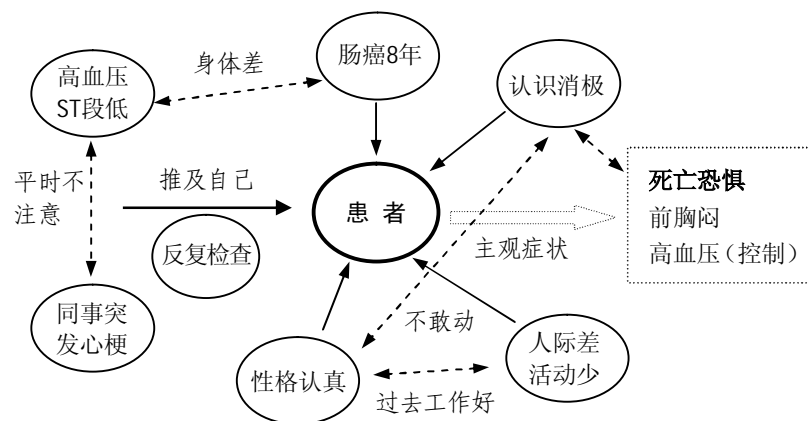 肠癌8年
身体差
高血压
ST段低
认识消极
平时不
注意
推及自己
患 者
死亡恐惧
前胸闷
高血压（控制）
主观症状
反复检查
同事突
发心梗
不敢动
人际差
活动少
性格认真
过去工作好